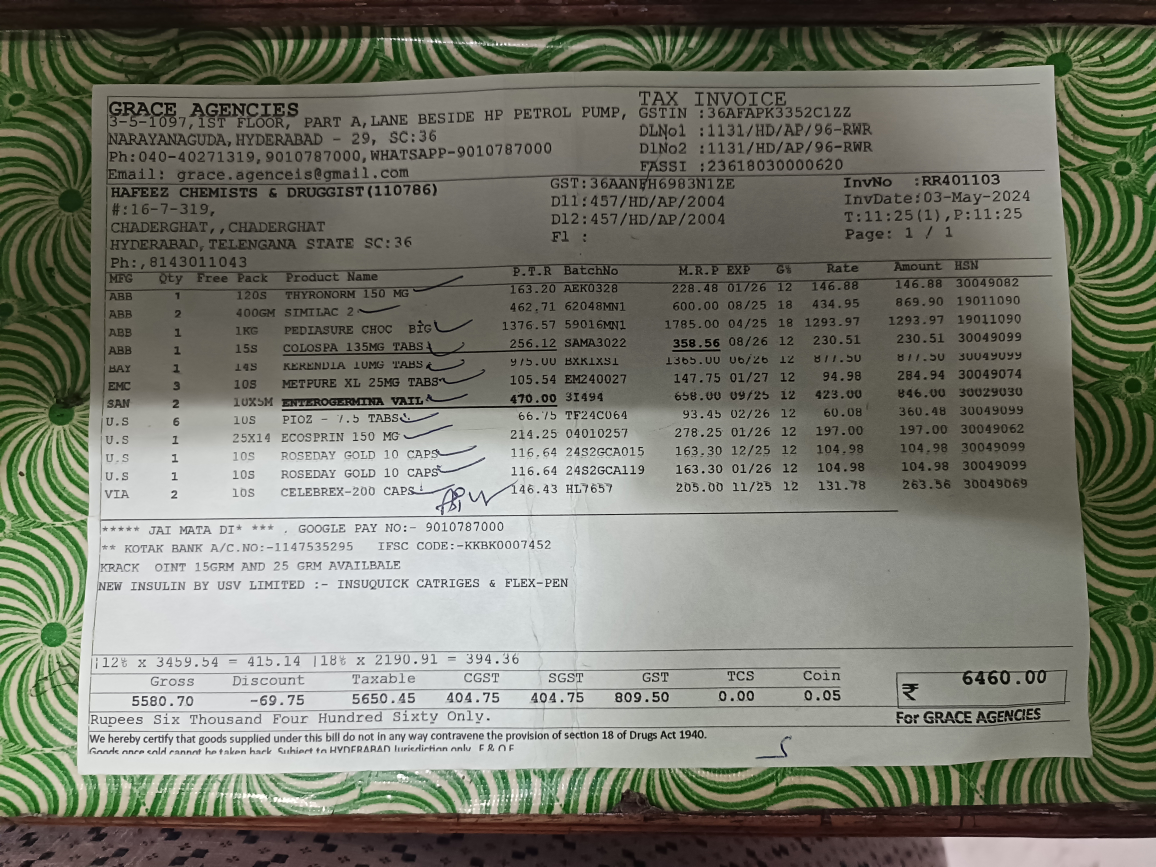 GRACE AGENCIES
3-5-1097,1ST FLOOR, PART A,LANE BESIDE HP PETROL PUMP,
NARAYANAGUDA,HYDERABAD - 29, SC:36
Ph:040-40271319,9010787000,WHATSAPP-9010787000
Email: grace.agenceis@gmail.com
TAX INVOICE
GSTIN :36AFAPK3352C1ZZ
DLNo1 :1131/HD/AP/96-RWR
DlNo2 :1131/HD/AP/96-RWR
FASSI :23618030000620
HAFEEZ CHEMISTS & DRUGGIST(110786)
#:16-7-319,
CHADERGHAT,,CHADERGHAT
HYDERABAD,TELENGANA STATE SC:36
Ph:,8143011043
GST:36AANFH6983N1ZE
Dl1:457/HD/AP/2004
Dl2:457/HD/AP/2004
Fl :
InvNo :RR401103
InvDate:03-May-2024
T:11:25(1),P:11:25
Page: 1 / 1
MFG Qty Free Pack Product Name P.T.R BatchNo M.R.P EXP G% Rate Amount HSN
ABB 1 120S THYRONORM 150 MG 163.20 AEK0328 228.48 01/26 12 146.88 146.88 30049082
ABB 2 400GM SIMILAC 2 462.71 62048MN1 600.00 08/25 18 434.95 869.90 19011090
ABB 1 1KG PEDIASURE CHOC BIG 1376.57 59016MN1 1785.00 04/25 18 1293.97 1293.97 19011090
ABB 1 15S COLOSPA 135MG TABS 256.12 SAMA3022 358.56 08/26 12 230.51 230.51 30049099
BAY 1 14S KERENDIA 10MG TABS 975.00 BXK1XS1 1365.00 06/26 12 877.50 877.50 30049099
EMC 3 10S METPURE XL 25MG TABS 105.54 EM240027 147.75 01/27 12 94.98 284.94 30049074
SAN 2 10X5M ENTEROGERMINA VAIL 470.00 3I494 658.00 09/25 12 423.00 846.00 30029030
U.S 6 10S PIOZ - 7.5 TABS 66.75 TF24C064 93.45 02/26 12 60.08 360.48 30049099
U.S 1 25X14 ECOSPRIN 150 MG 214.25 04010257 278.25 01/26 12 197.00 197.00 30049062
U.S 1 10S ROSEDAY GOLD 10 CAPS 116.64 24S2GCA015 163.30 12/25 12 104.98 104.98 30049099
U.S 1 10S ROSEDAY GOLD 10 CAPS 116.64 24S2GCA119 163.30 01/26 12 104.98 104.98 30049099
VIA 2 10S CELEBREX-200 CAPS 146.43 HL7657 205.00 11/25 12 131.78 263.56 30049069
***** JAI MATA DI* *** . GOOGLE PAY NO:- 9010787000
** KOTAK BANK A/C.NO:-1147535295 IFSC CODE:-KKBK0007452
KRACK OINT 15GRM AND 25 GRM AVAILBALE
NEW INSULIN BY USV LIMITED :- INSUQUICK CATRIGES & FLEX-PEN
|12% x 3459.54 = 415.14 |18% x 2190.91 = 394.36
Gross Discount Taxable CGST SGST GST TCS Coin
5580.70 -69.75 5650.45 404.75 404.75 809.50 0.00 0.05
₹ 6460.00
Rupees Six Thousand Four Hundred Sixty Only.
For GRACE AGENCIES
We hereby certify that goods supplied under this bill do not in any way contravene the provision of section 18 of Drugs Act 1940.
Goods once sold cannot be taken back. Subject to HYDERABAD Jurisdiction only. E & O E